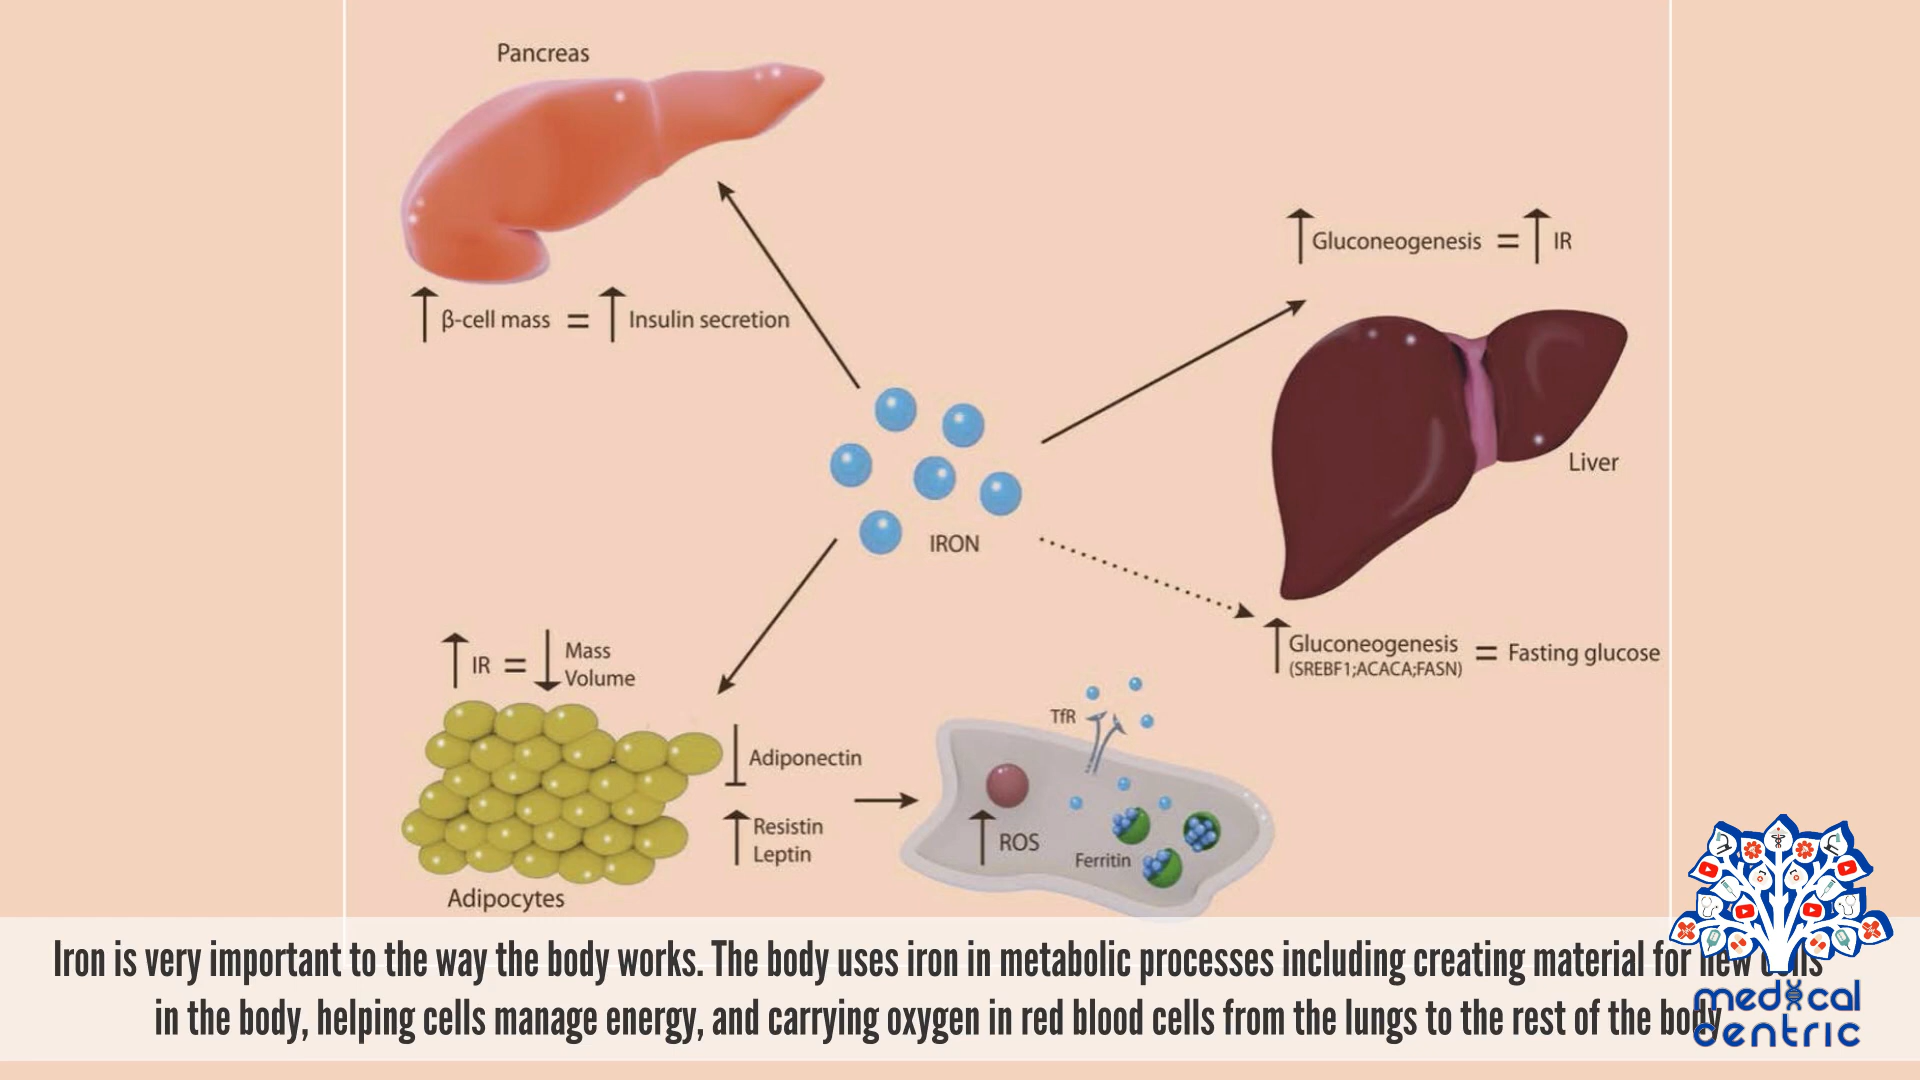 Pancreas
↑ β-cell mass = ↑ Insulin secretion
↑ Gluconeogenesis = ↑ IR
Liver
IRON
↑ Gluconeogenesis = Fasting glucose
(SREBF1;ACACA;FASN)
↑ IR = ↓ Mass
Volume
Adiponectin
↑ Resistin
Leptin
Adipocytes
TfR
↑ ROS
Ferritin
Iron is very important to the way the body works. The body uses iron in metabolic processes including creating material for new cells
in the body, helping cells manage energy, and carrying oxygen in red blood cells from the lungs to the rest of the body
medical
dentric